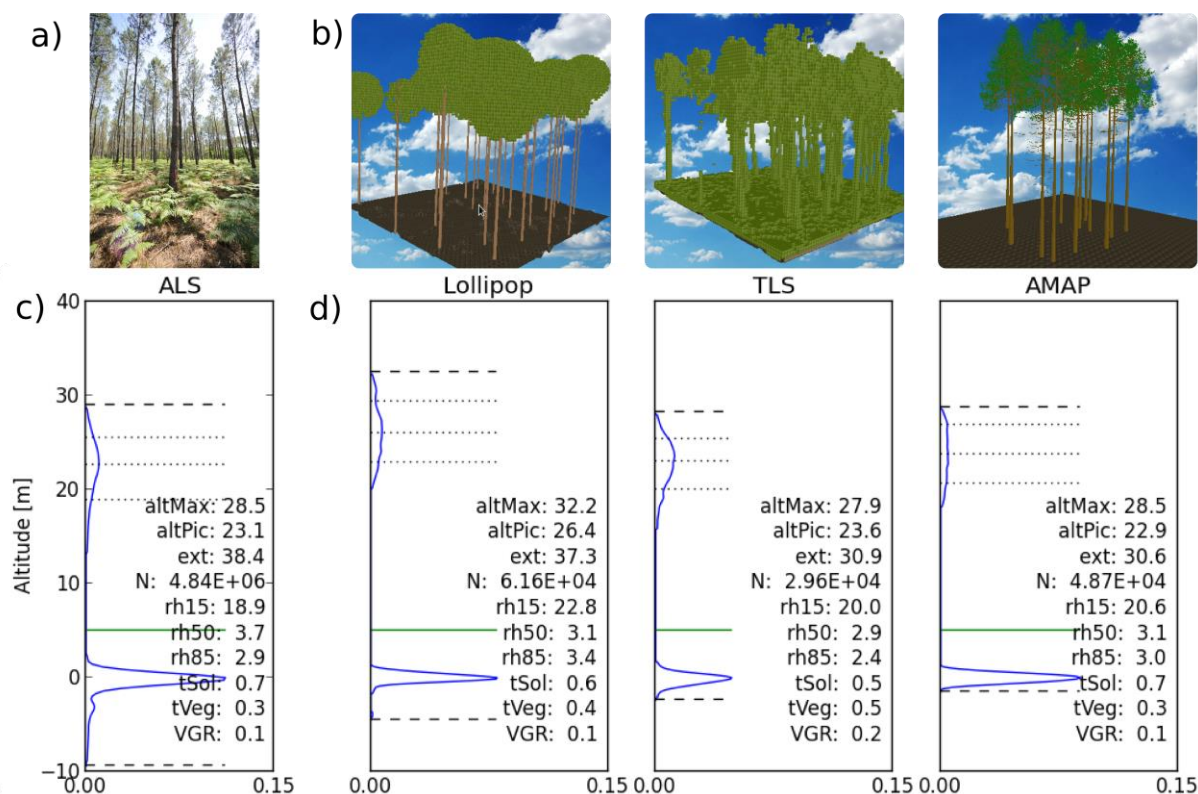 a)
b)
ALS
Lollipop
TLS
AMAP
c)
d)
Altitude [m]
40
30
20
10
0
−10
altMax: 28.5
altPic: 23.1
ext: 38.4
N: 4.84E+06
rh15: 18.9
rh50: 3.7
rh85: 2.9
tSol: 0.7
tVeg: 0.3
VGR: 0.1
0.00
0.15
altMax: 32.2
altPic: 26.4
ext: 37.3
N: 6.16E+04
rh15: 22.8
rh50: 3.1
rh85: 3.4
tSol: 0.6
tVeg: 0.4
VGR: 0.1
0.00
0.15
altMax: 27.9
altPic: 23.6
ext: 30.9
N: 2.96E+04
rh15: 20.0
rh50: 2.9
rh85: 2.4
tSol: 0.5
tVeg: 0.5
VGR: 0.2
0.00
0.15
altMax: 28.5
altPic: 22.9
ext: 30.6
N: 4.87E+04
rh15: 20.6
rh50: 3.1
rh85: 3.0
tSol: 0.7
tVeg: 0.3
VGR: 0.1
0.00
0.15